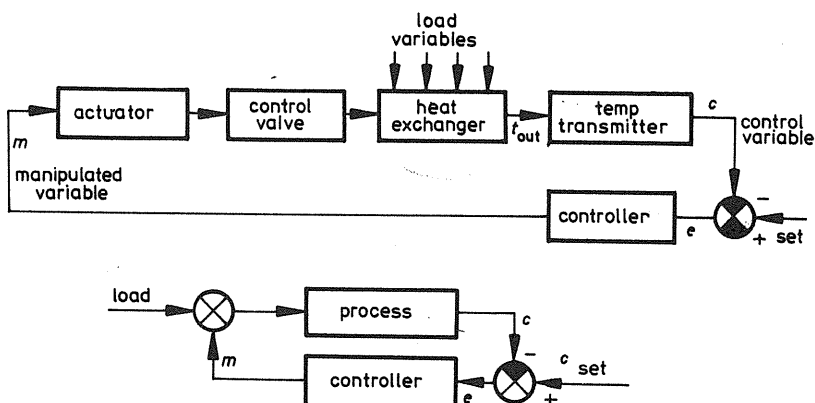 load
variables
actuator
control
valve
heat
exchanger
t out
temp
transmitter
c
control
variable
m
manipulated
variable
controller
e
−
+ set
load
process
c
m
−
controller
e
c set
+